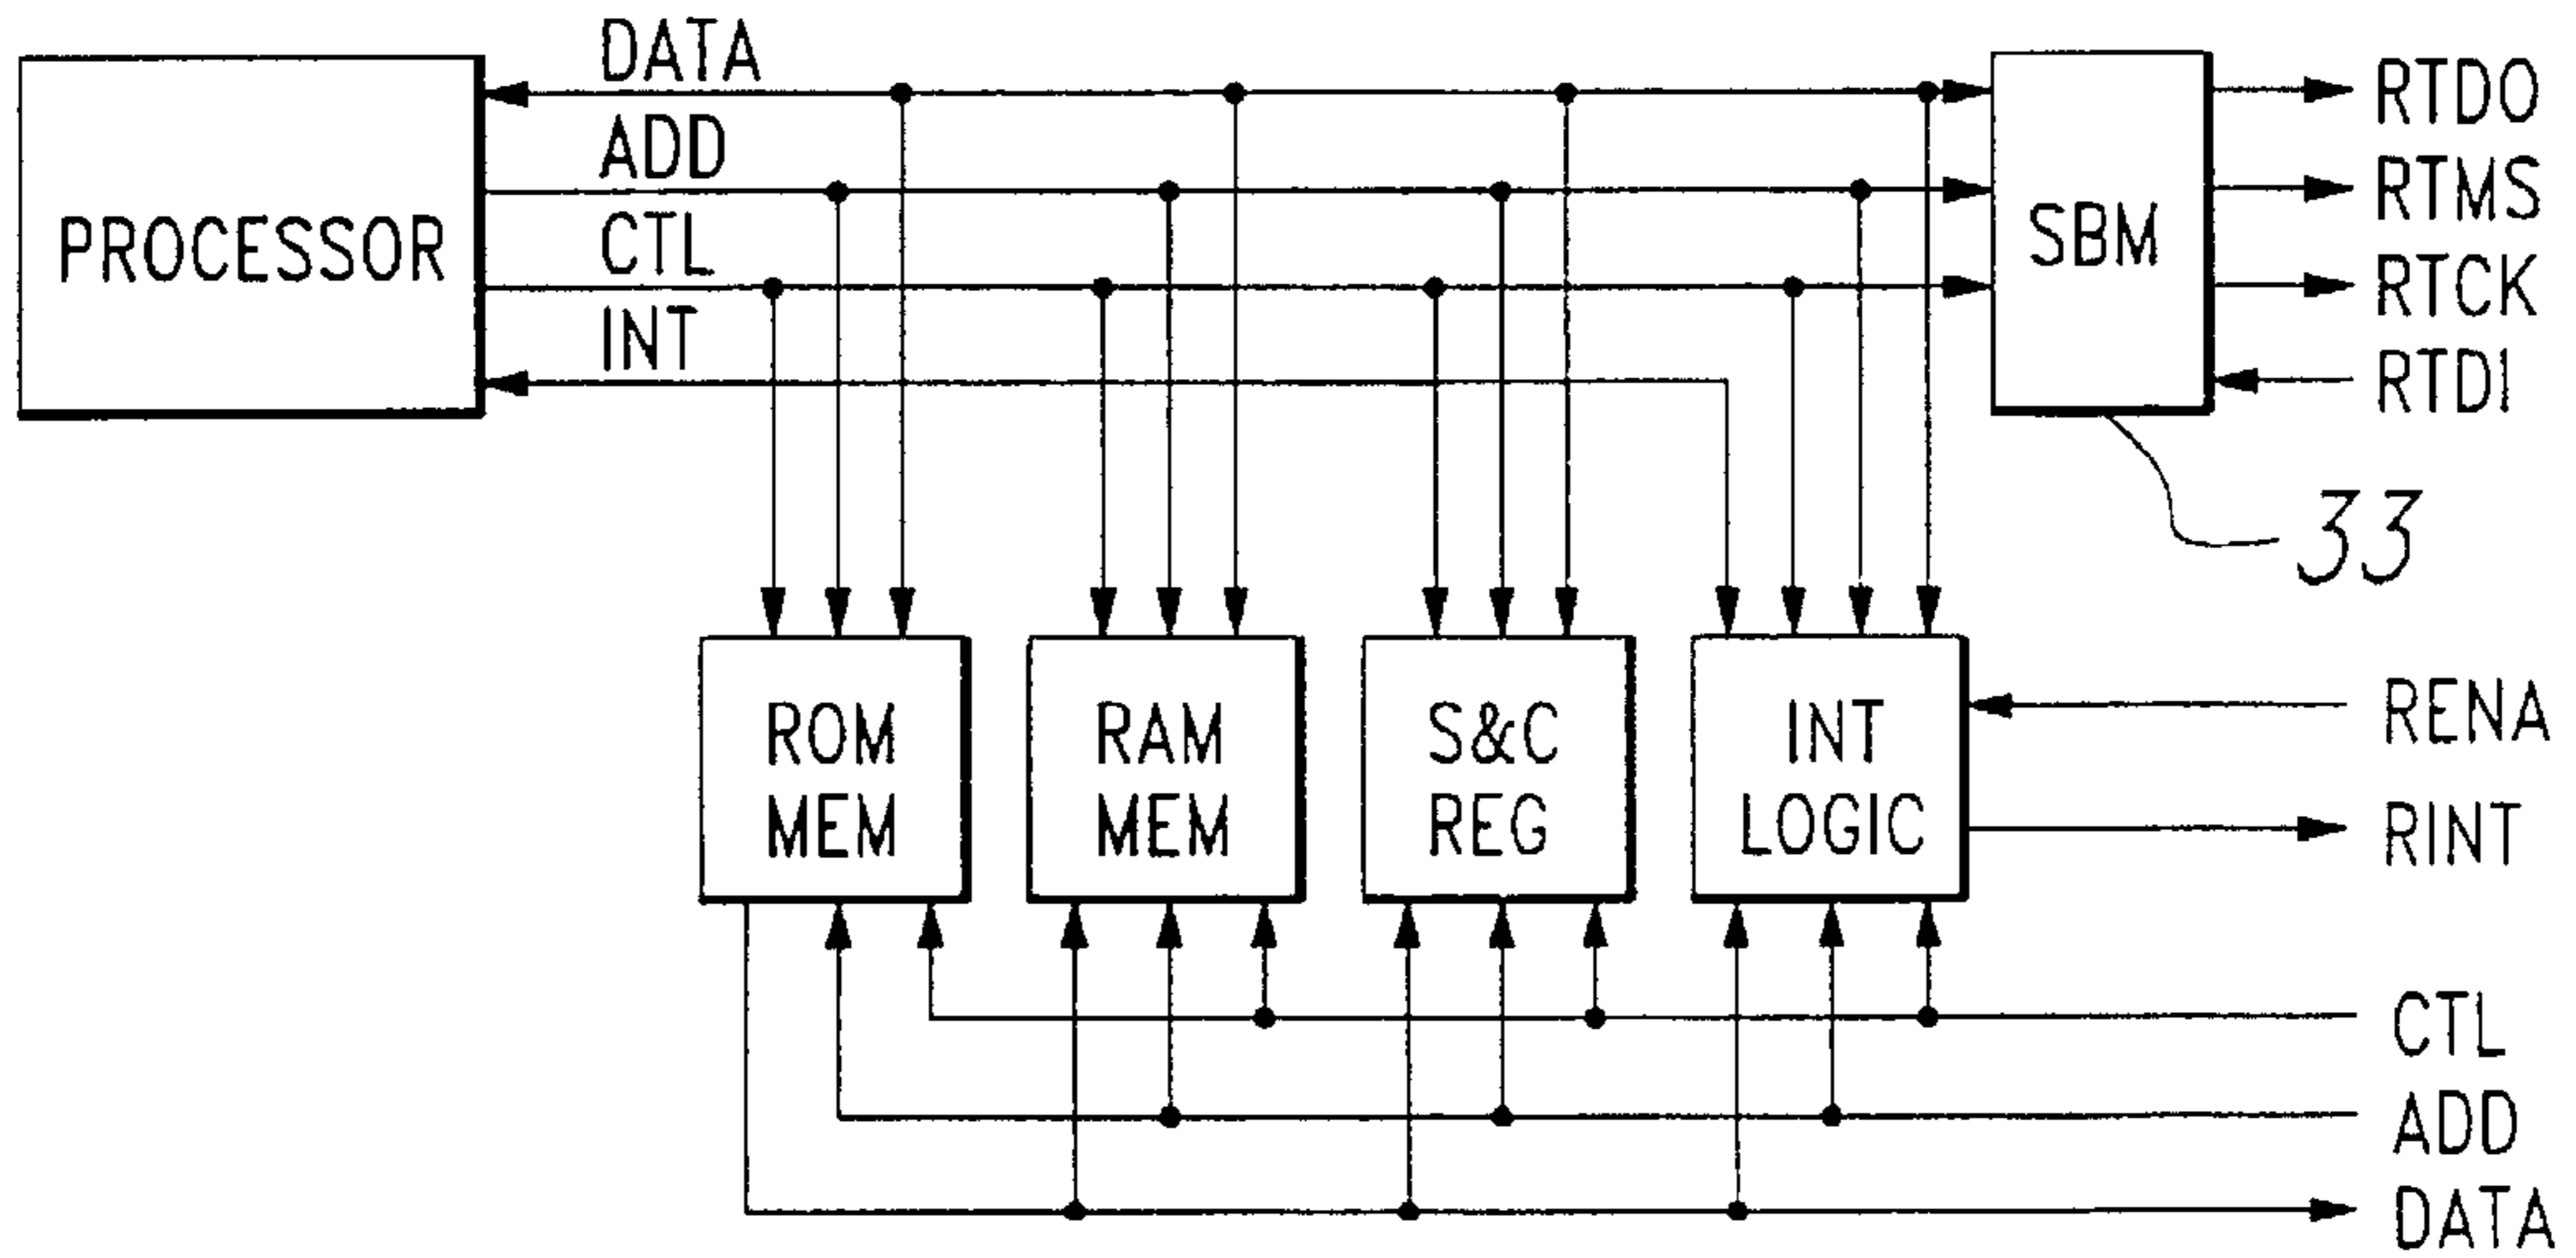 DATA
ADD
CTL
INT
PROCESSOR
SBM
RTDO
RTMS
RTCK
RTDI
33
ROM
MEM
RAM
MEM
S&C
REG
INT
LOGIC
RENA
RINT
CTL
ADD
DATA